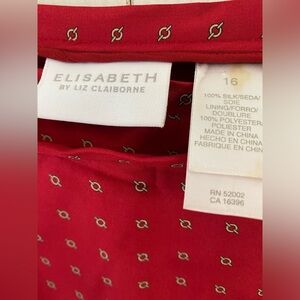 ELISABETH
BY LIZ CLAIBORNE
16
100% SILK/SEDA/
SOIE
LINING/FORRO/
DOUBLURE
100% POLYESTER/
POLIESTER
MADE IN CHINA
HECHO EN CHINA
FABRIQUE EN CHIN
RN 52002
CA 16396